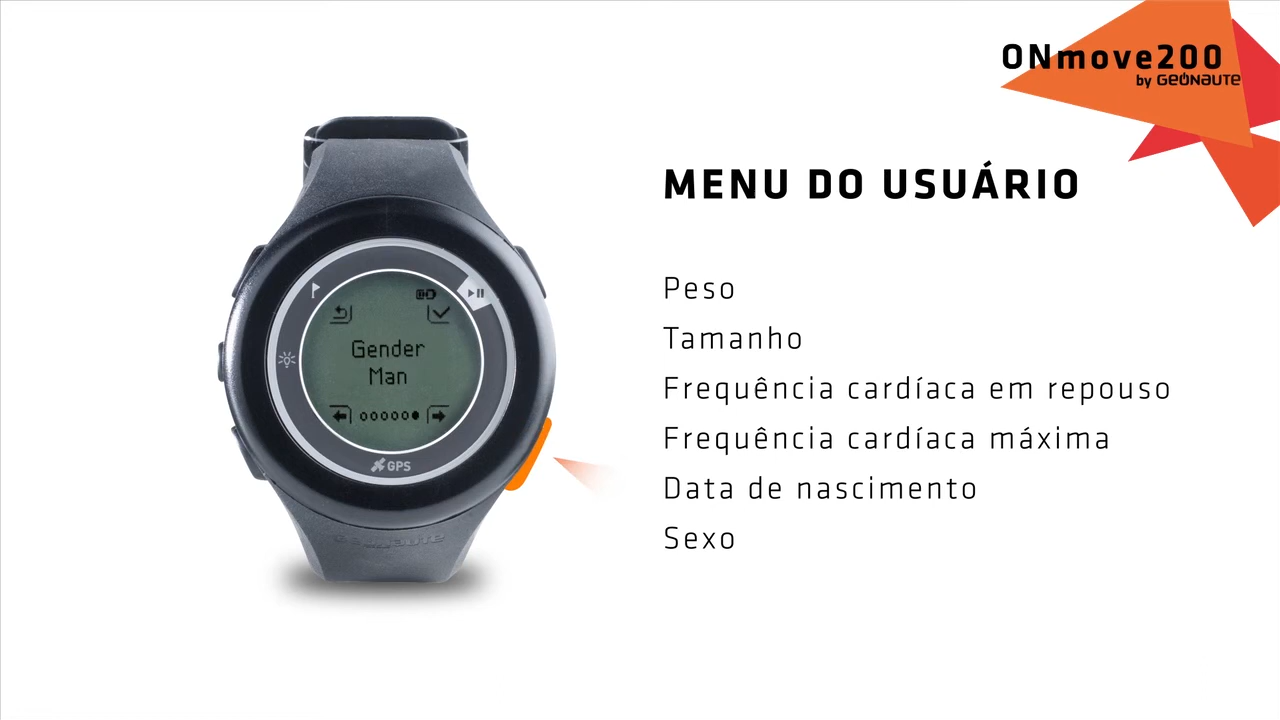 ONmove200
by GEONAUTE
MENU DO USUÁRIO
Peso
Tamanho
Frequência cardíaca em repouso
Frequência cardíaca máxima
Data de nascimento
Sexo
Gender
Man
GPS
GEONAUTE